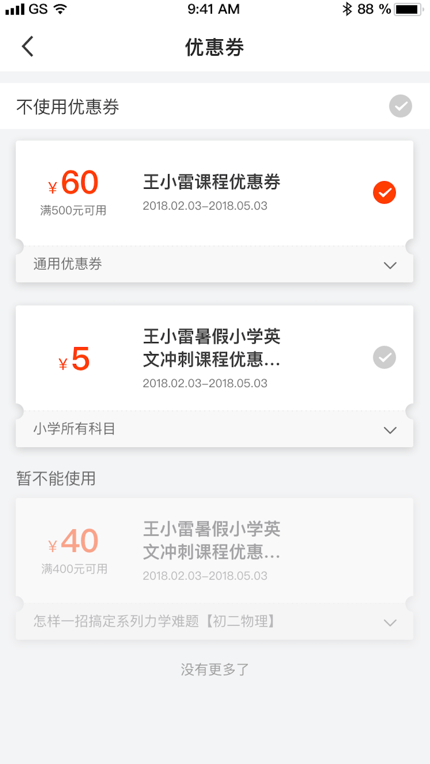 GS 9:41 AM 88 %
优惠券
不使用优惠券
¥60
满500元可用
王小雷课程优惠券
2018.02.03-2018.05.03
通用优惠券
¥5
王小雷暑假小学英
文冲刺课程优惠...
2018.02.03-2018.05.03
小学所有科目
暂不能使用
¥40
满400元可用
王小雷暑假小学英
文冲刺课程优惠...
2018.02.03-2018.05.03
怎样一招搞定系列力学难题【初二物理】
没有更多了